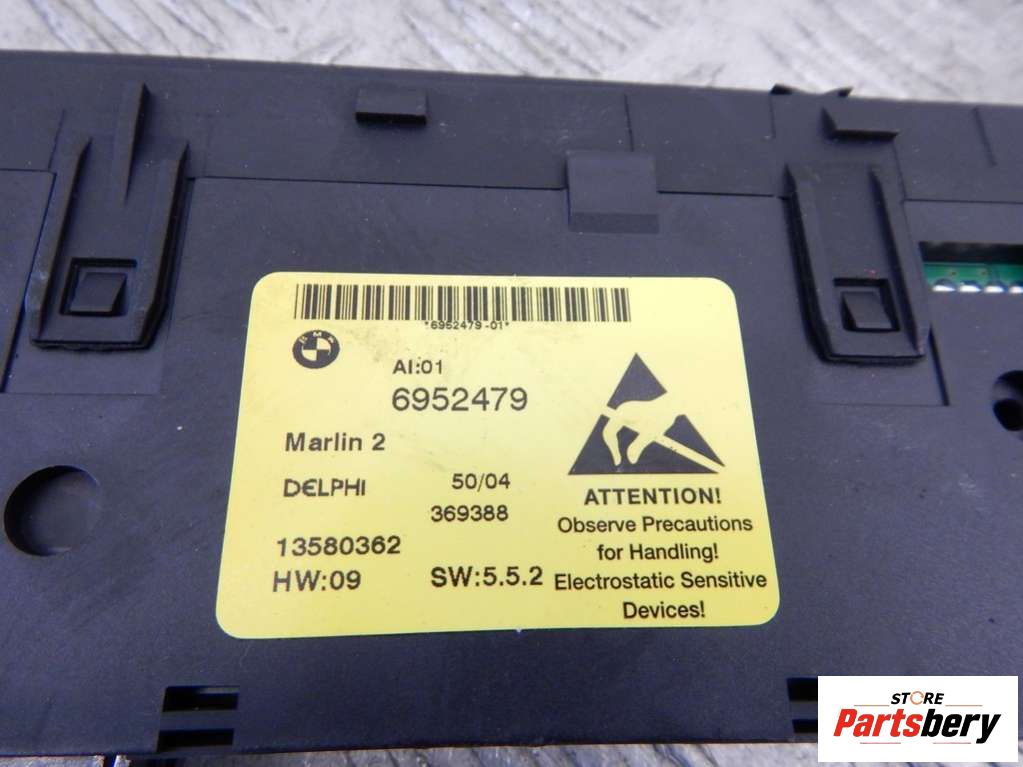 *6952479-01*
BMW
AI:01
6952479
Marlin 2
DELPHI
50/04
369388
13580362
HW:09
SW:5.5.2
ATTENTION!
Observe Precautions
for Handling!
Electrostatic Sensitive
Devices!
STORE
Partsbery